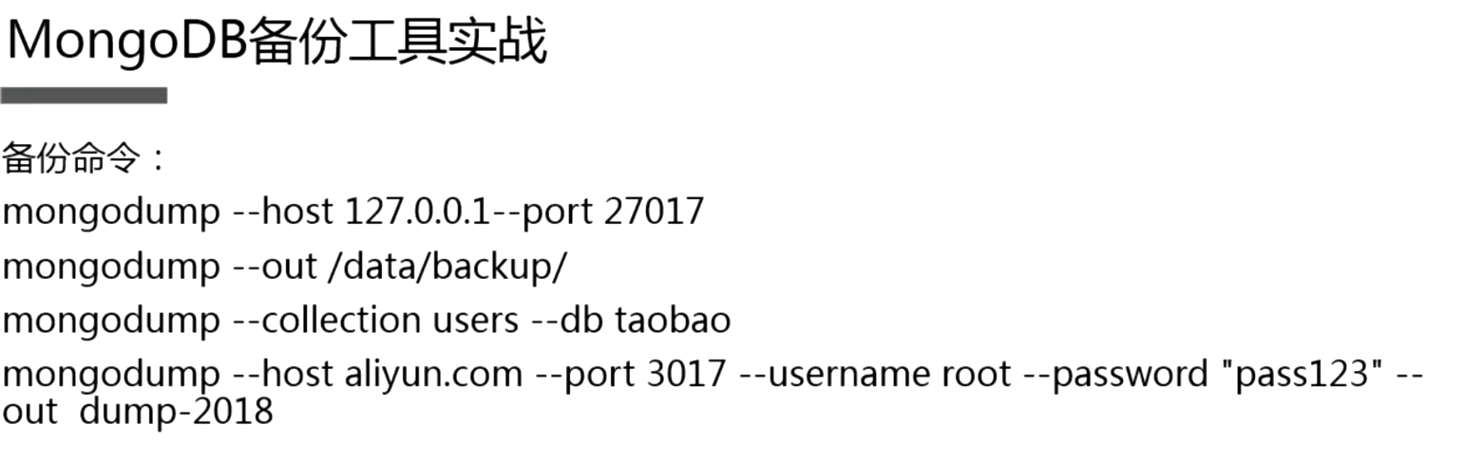 MongoDB备份工具实战
备份命令：
mongodump --host 127.0.0.1--port 27017
mongodump --out /data/backup/
mongodump --collection users --db taobao
mongodump --host aliyun.com --port 3017 --username root --password "pass123" --
out  dump-2018